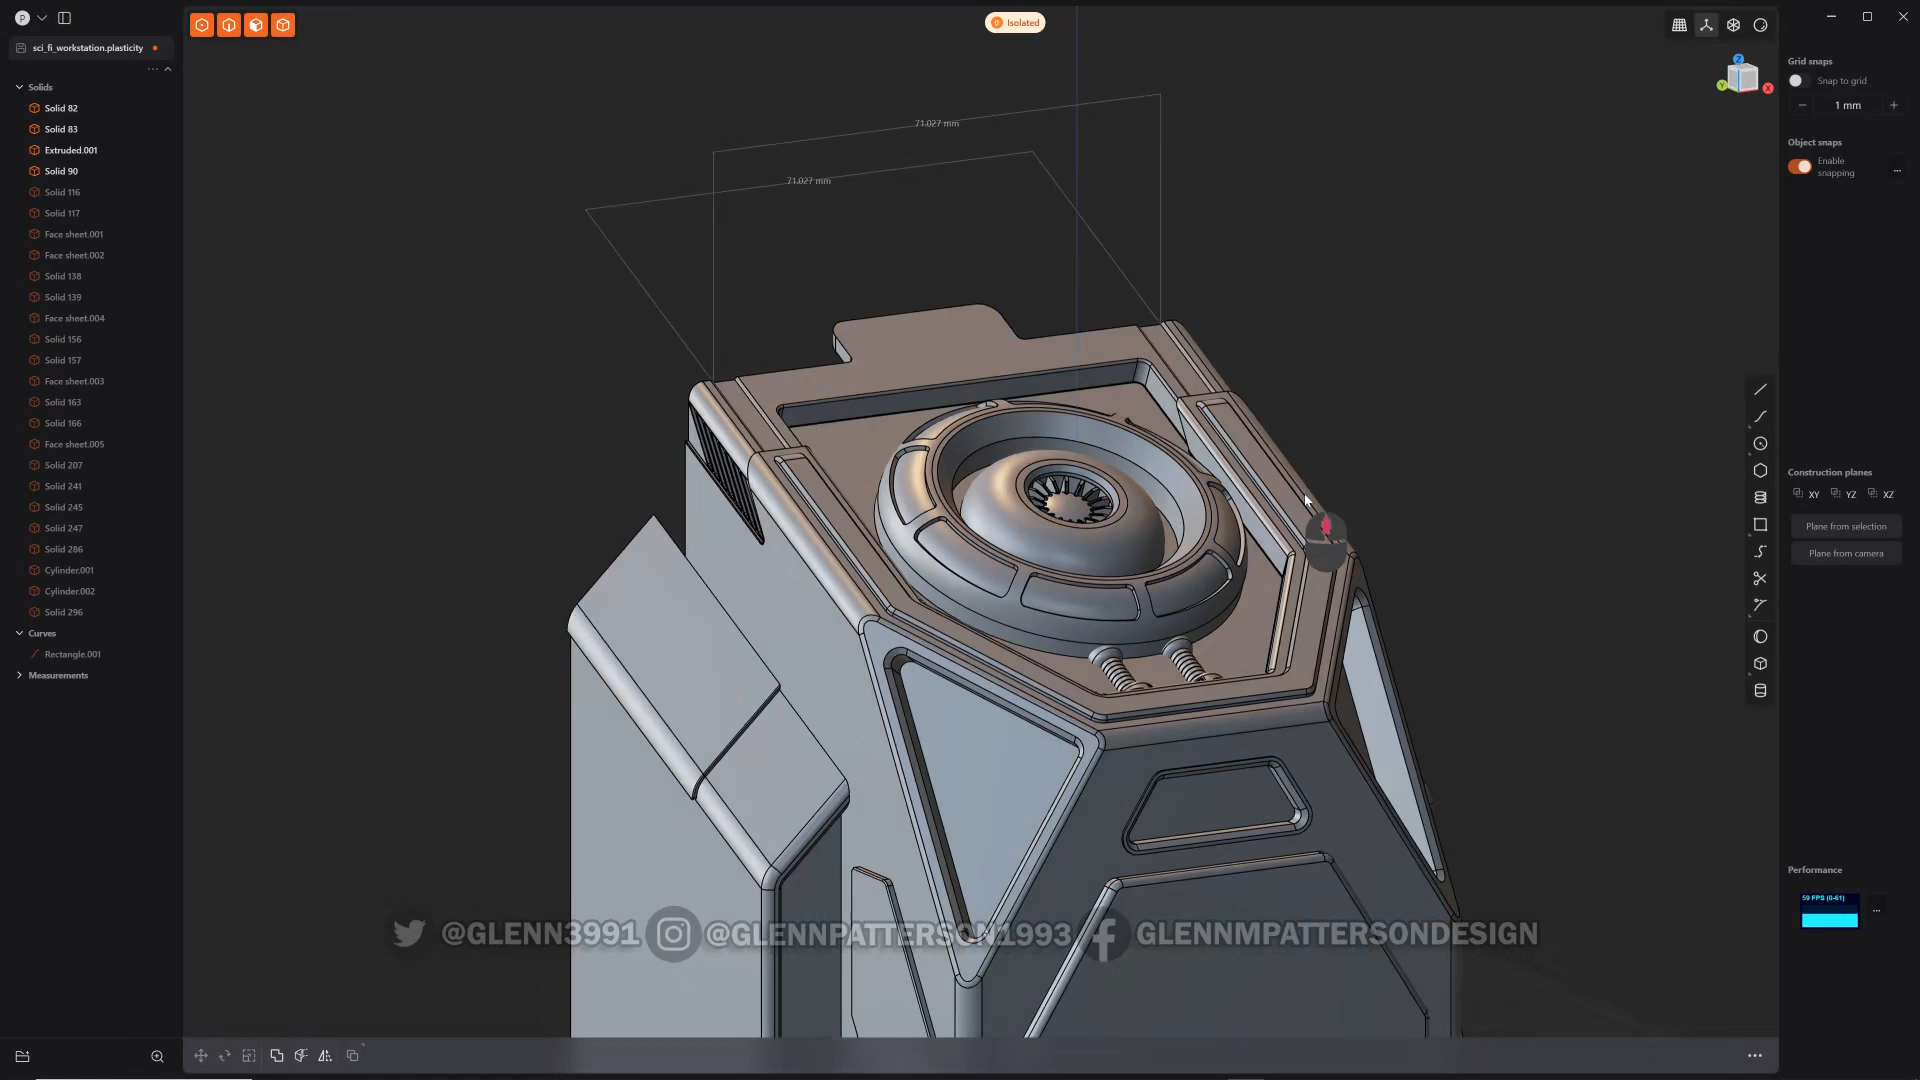 P
sci_fi_workstation.plasticity
Solids
Solid 82
Solid 83
Extruded.001
Solid 90
Solid 116
Solid 117
Face sheet.001
Face sheet.002
Solid 138
Solid 139
Face sheet.004
Solid 156
Solid 157
Face sheet.003
Solid 163
Solid 166
Face sheet.005
Solid 207
Solid 241
Solid 245
Solid 247
Solid 286
Cylinder.001
Cylinder.002
Solid 296
Curves
Rectangle.001
Measurements
0 Isolated
71.027 mm
71.027 mm
Z
Y
X
@GLENN3991 @GLENNPATTERSON1993 GLENNMPATTERSONDESIGN
Grid snaps
Snap to grid
1 mm
Object snaps
Enable
snapping
Construction planes
XY YZ XZ
Plane from selection
Plane from camera
Performance
59 FPS (0-61)